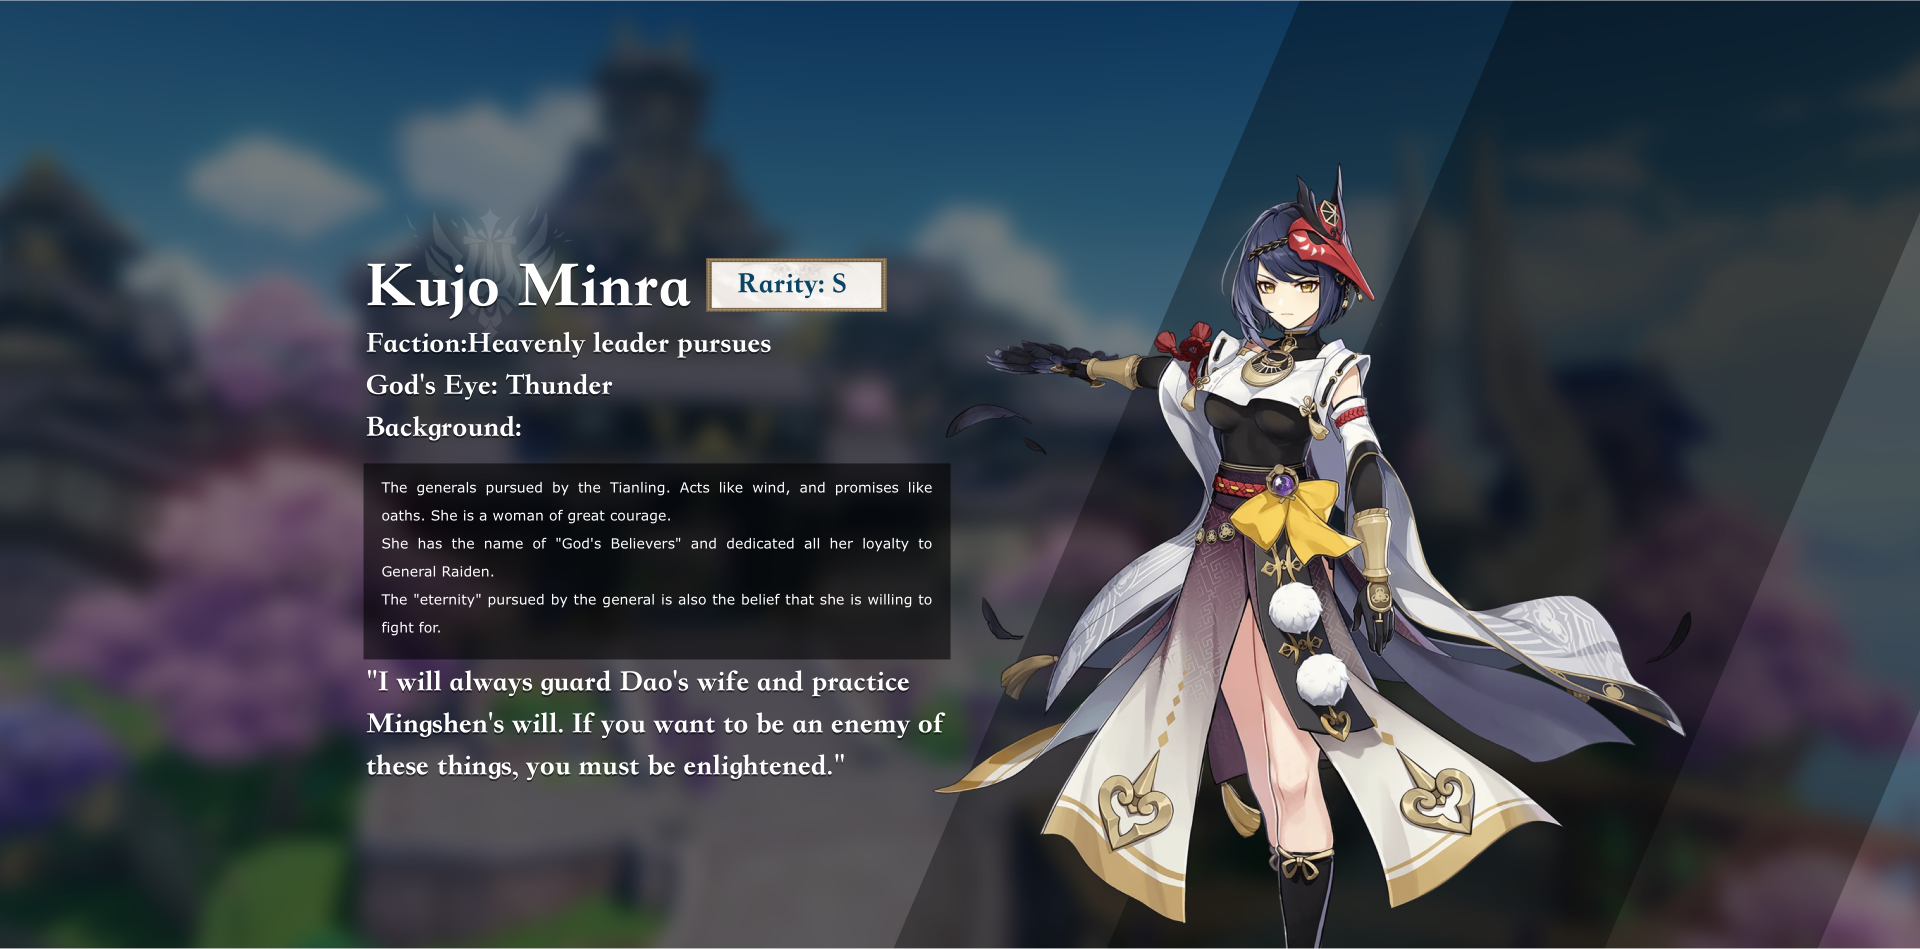 Kujo Minra
Rarity: S
Faction:Heavenly leader pursues
God's Eye: Thunder
Background:
The generals pursued by the Tianling. Acts like wind, and promises like
oaths. She is a woman of great courage.
She has the name of "God's Believers" and dedicated all her loyalty to
General Raiden.
The "eternity" pursued by the general is also the belief that she is willing to
fight for.
"I will always guard Dao's wife and practice
Mingshen's will. If you want to be an enemy of
these things, you must be enlightened."